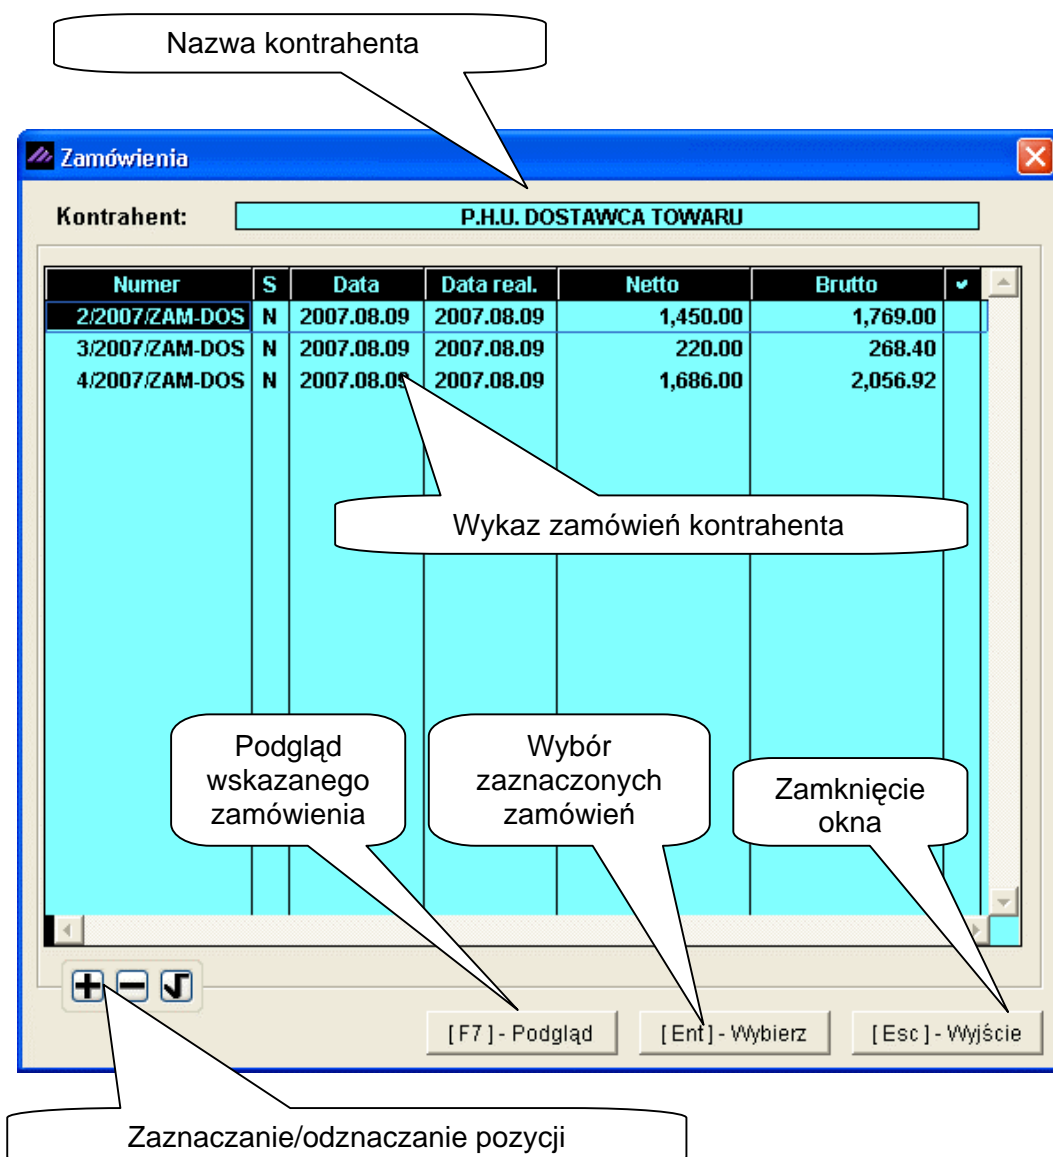 Nazwa kontrahenta
Zamówienia
Kontrahent: P.H.U. DOSTAWCA TOWARU
Numer S Data Data real. Netto Brutto
2/2007/ZAM-DOS N 2007.08.09 2007.08.09 1,450.00 1,769.00
3/2007/ZAM-DOS N 2007.08.09 2007.08.09 220.00 268.40
4/2007/ZAM-DOS N 2007.08.09 2007.08.09 1,686.00 2,056.92
Wykaz zamówień kontrahenta
Podgląd
wskazanego
zamówienia
Wybór
zaznaczonych
zamówień
Zamknięcie
okna
[ F7 ] - Podgląd [ Ent ] - Wybierz [ Esc ] - Wyjście
Zaznaczanie/odznaczanie pozycji